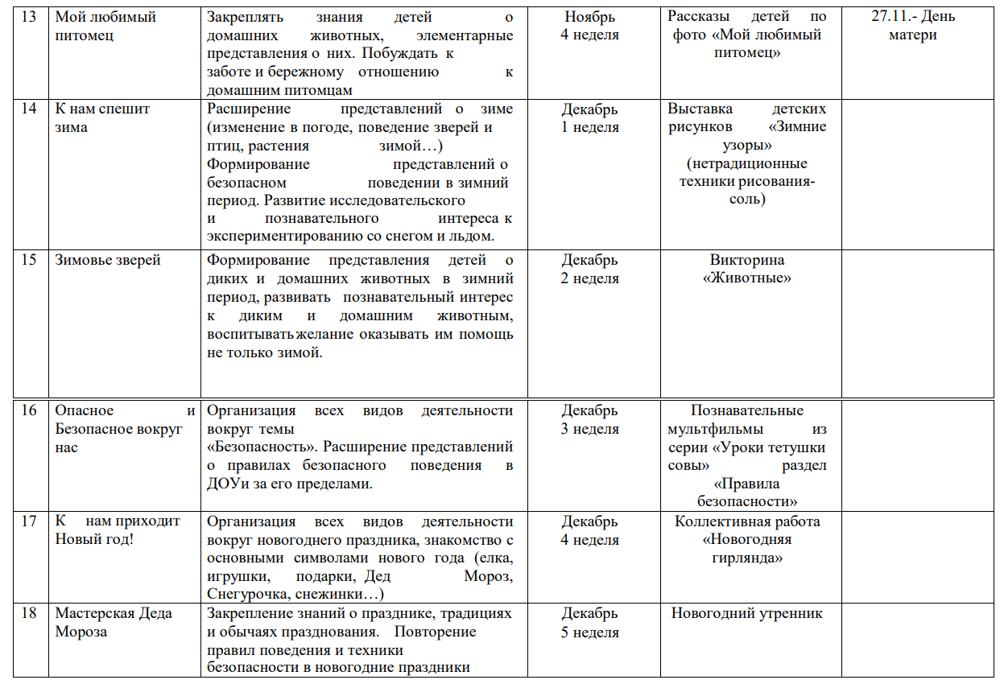 13
Мой любимый
питомец
Закреплять знания детей о
домашних животных, элементарные
представления о них. Побуждать к
заботе и бережному отношению к
домашним питомцам
Ноябрь
4 неделя
Рассказы детей по
фото «Мой любимый
питомец»
27.11.- День
матери
14
К нам спешит
зима
Расширение представлений о зиме
(изменение в погоде, поведение зверей и
птиц, растения зимой…)
Формирование представлений о
безопасном поведении в зимний
период. Развитие исследовательского
и познавательного интереса к
экспериментированию со снегом и льдом.
Декабрь
1 неделя
Выставка детских
рисунков «Зимние
узоры»
(нетрадиционные
техники рисования-
соль)
15
Зимовье зверей
Формирование представления детей о
диких и домашних животных в зимний
период, развивать познавательный интерес
к диким и домашним животным,
воспитывать желание оказывать им помощь
не только зимой.
Декабрь
2 неделя
Викторина
«Животные»
16
Опасное и
Безопасное вокруг
нас
Организация всех видов деятельности
вокруг темы
«Безопасность». Расширение представлений
о правилах безопасного поведения в
ДОУи за его пределами.
Декабрь
3 неделя
Познавательные
мультфильмы из
серии «Уроки тетушки
совы» раздел
«Правила
безопасности»
17
К нам приходит
Новый год!
Организация всех видов деятельности
вокруг новогоднего праздника, знакомство с
основными символами нового года (елка,
игрушки, подарки, Дед Мороз,
Снегурочка, снежинки…)
Декабрь
4 неделя
Коллективная работа
«Новогодняя
гирлянда»
18
Мастерская Деда
Мороза
Закрепление знаний о празднике, традициях
и обычаях празднования. Повторение
правил поведения и техники
безопасности в новогодние праздники
Декабрь
5 неделя
Новогодний утренник